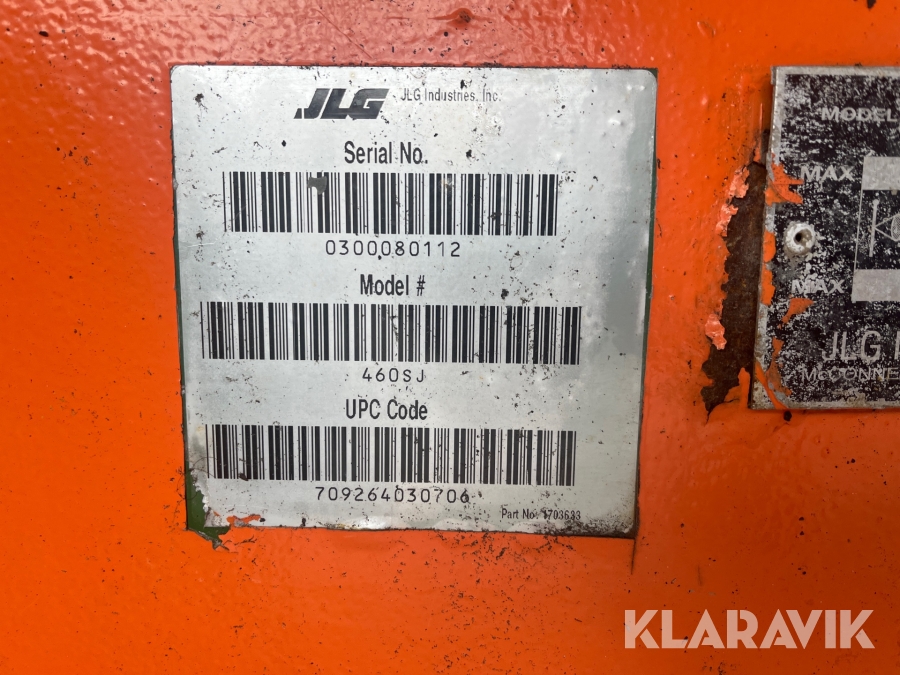 JLG JLG Industries, Inc.
Serial No.
0300080112
Model #
460SJ
UPC Code
709264030706
Part No. 1703633
MODEL
MAX
MAX
JLG
McCONNE
KLARAVIK